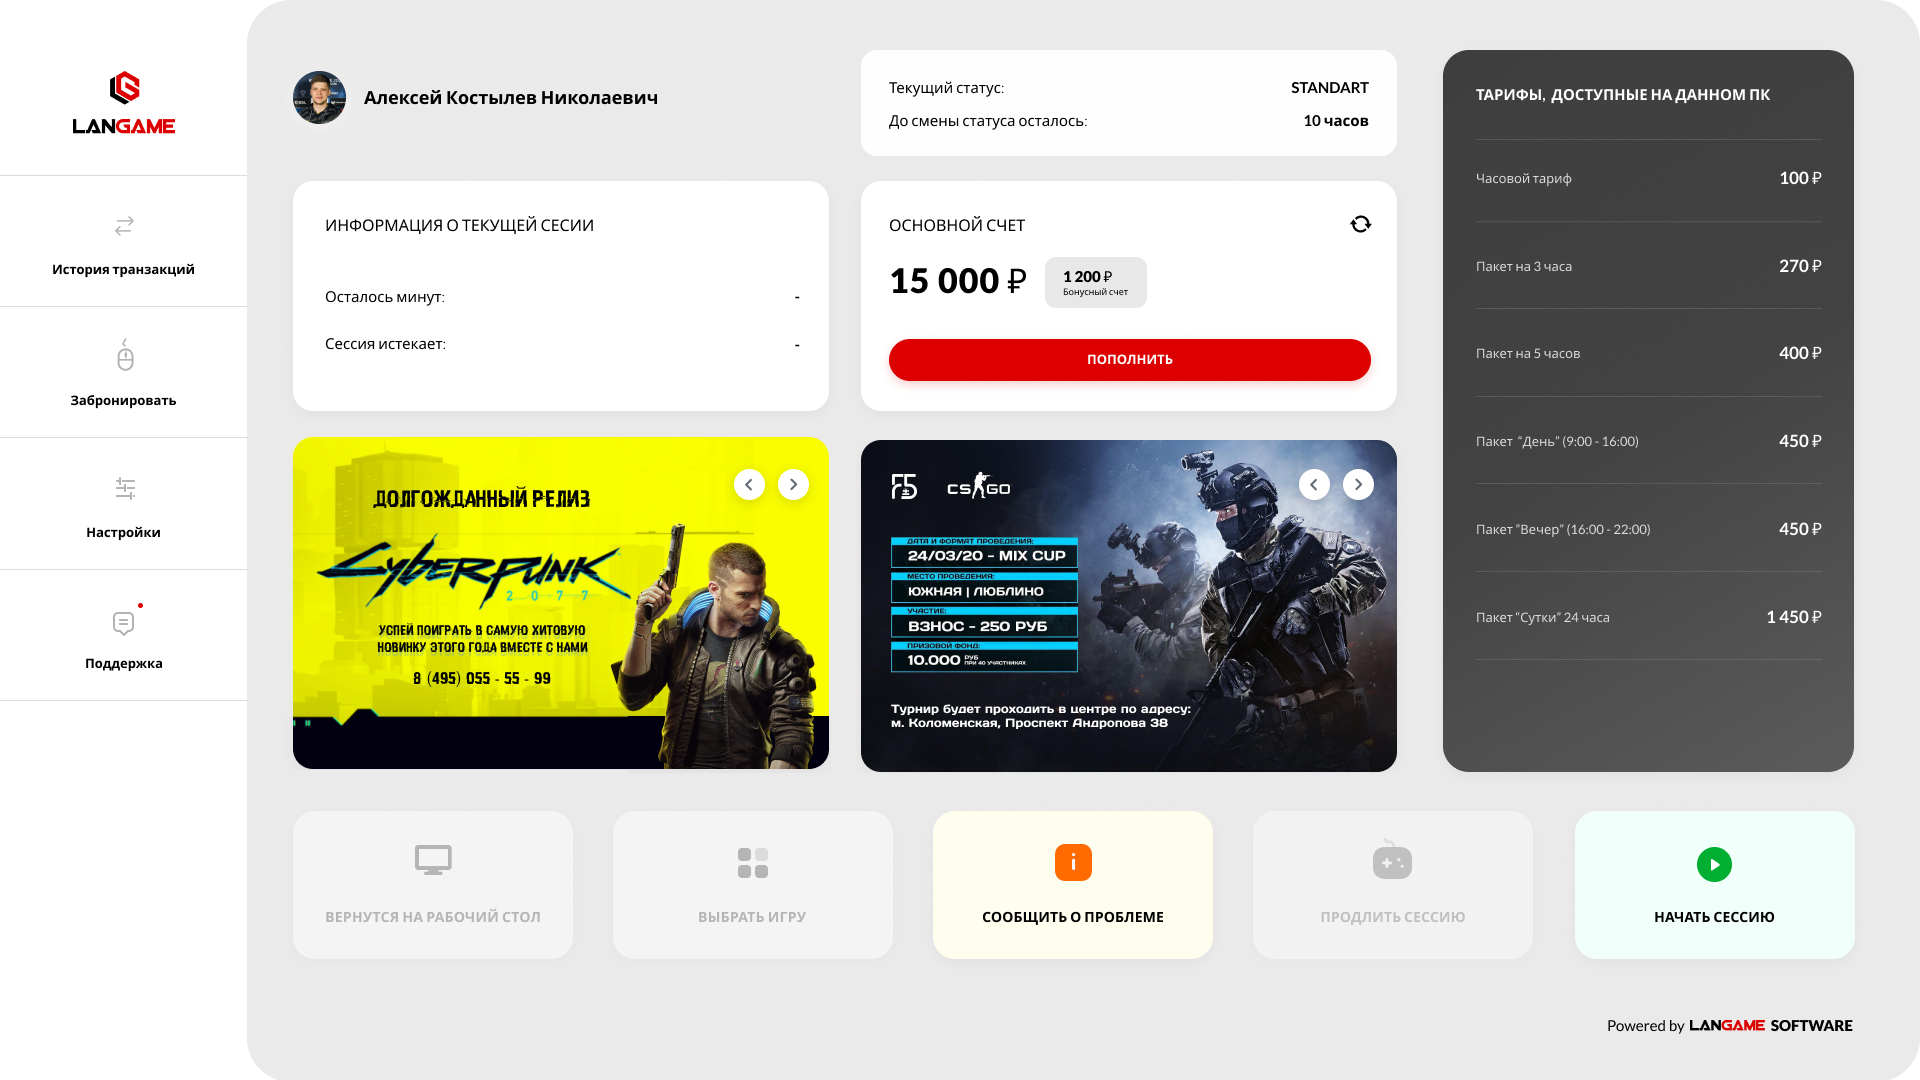 LANGAME
История транзакций
Забронировать
Настройки
Поддержка
Алексей Костылев Николаевич
Текущий статус: STANDART
До смены статуса осталось: 10 часов
ИНФОРМАЦИЯ О ТЕКУЩЕЙ СЕСИИ
Осталось минут: -
Сессия истекает: -
ОСНОВНОЙ СЧЕТ
15 000 ₽
1 200 ₽
Бонусный счет
ПОПОЛНИТЬ
ТАРИФЫ, ДОСТУПНЫЕ НА ДАННОМ ПК
Часовой тариф 100 ₽
Пакет на 3 часа 270 ₽
Пакет на 5 часов 400 ₽
Пакет “День” (9:00 - 16:00) 450 ₽
Пакет "Вечер" (16:00 - 22:00) 450 ₽
Пакет “Сутки” 24 часа 1 450 ₽
ДОЛГОЖДАННЫЙ РЕЛИЗ
Cyberpunk
2077
УСПЕЙ ПОИГРАТЬ В САМУЮ ХИТОВУЮ
НОВИНКУ ЭТОГО ГОДА ВМЕСТЕ С НАМИ
8 (495) 055 - 55 - 99
CS GO
ДАТА И ФОРМАТ ПРОВЕДЕНИЯ:
24/03/20 - MIX CUP
МЕСТО ПРОВЕДЕНИЯ:
ЮЖНАЯ | ЛЮБЛИНО
УЧАСТИЕ:
ВЗНОС - 250 РУБ
ПРИЗОВОЙ ФОНД:
10.000 РУБ
ПРИ 40 УЧАСТНИКАХ
Турнир будет проходить в центре по адресу:
м. Коломенская, Проспект Андропова 38
ВЕРНУТСЯ НА РАБОЧИЙ СТОЛ
ВЫБРАТЬ ИГРУ
СООБЩИТЬ О ПРОБЛЕМЕ
ПРОДЛИТЬ СЕССИЮ
НАЧАТЬ СЕССИЮ
Powered by LANGAME SOFTWARE